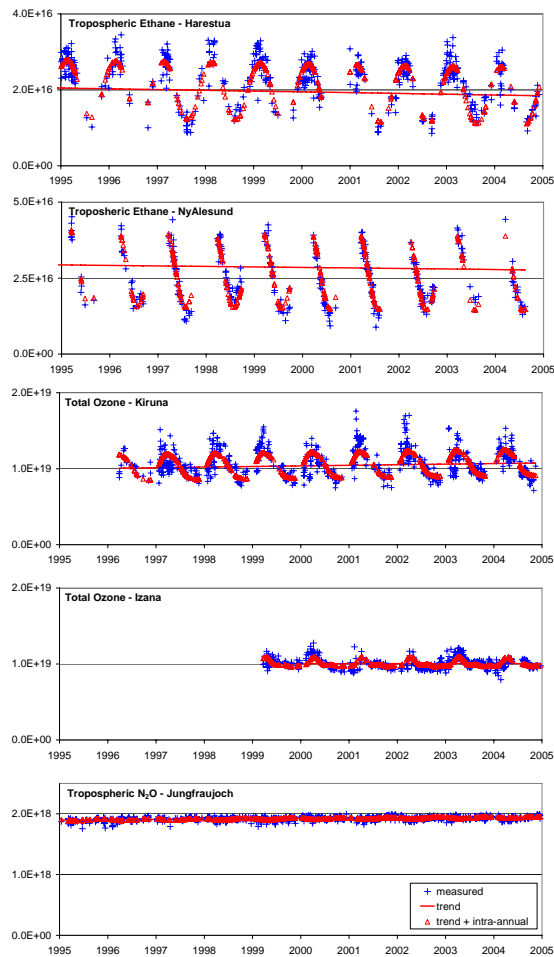 Tropospheric Ethane - Harestua
4.0E+16
2.0E+16
0.0E+00
1995 1996 1997 1998 1999 2000 2001 2002 2003 2004 2005
Troposheric Ethane - NyAlesund
5.0E+16
2.5E+16
0.0E+00
1995 1996 1997 1998 1999 2000 2001 2002 2003 2004 2005
Total Ozone - Kiruna
2.0E+19
1.0E+19
0.0E+00
1995 1996 1997 1998 1999 2000 2001 2002 2003 2004 2005
Total Ozone - Izana
2.0E+19
1.0E+19
0.0E+00
1995 1996 1997 1998 1999 2000 2001 2002 2003 2004 2005
Tropospheric N₂O - Jungfraujoch
2.0E+18
1.0E+18
0.0E+00
measured
trend
trend + intra-annual
1995 1996 1997 1998 1999 2000 2001 2002 2003 2004 2005